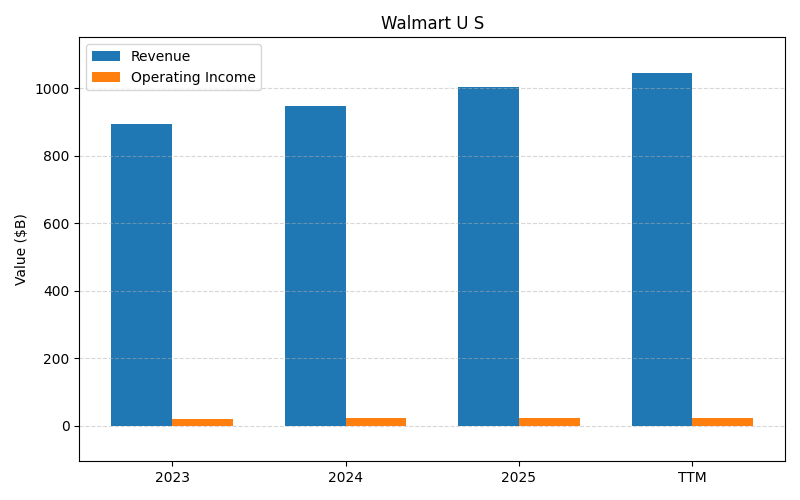 Walmart U S
Revenue
Operating Income
Value ($B)
1000
800
600
400
200
0
2023 2024 2025 TTM